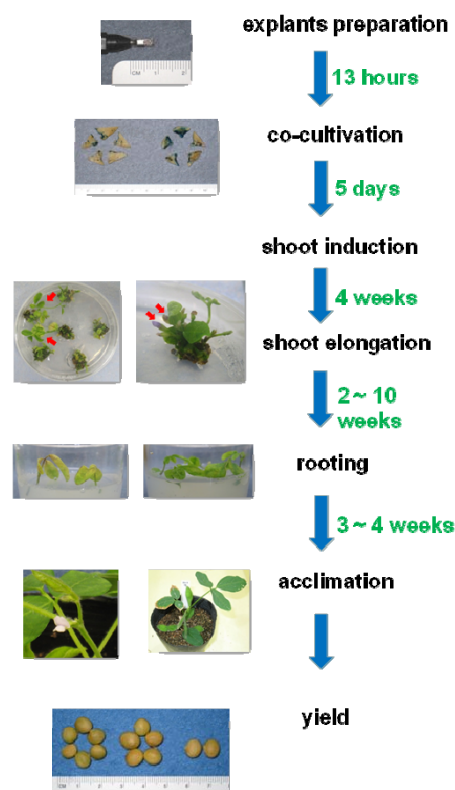 explants preparation
13 hours
co-cultivation
5 days
shoot induction
4 weeks
shoot elongation
2 ~ 10
weeks
rooting
3 ~ 4 weeks
acclimation
yield